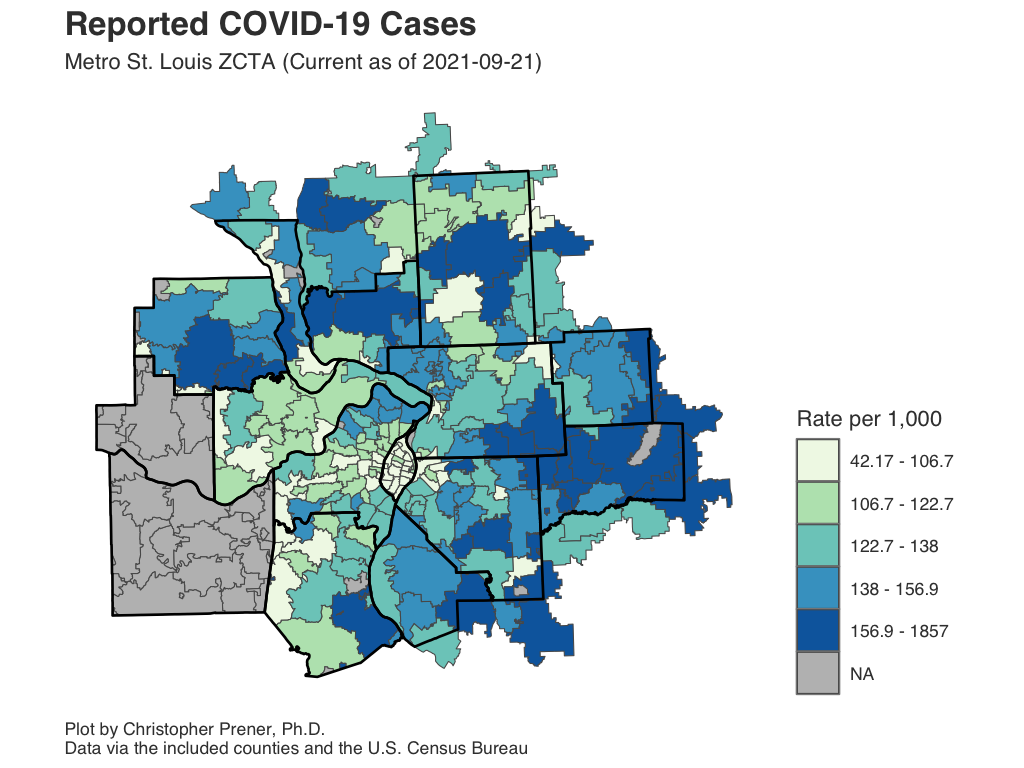 Reported COVID-19 Cases
Metro St. Louis ZCTA (Current as of 2021-09-21)
Rate per 1,000
42.17 - 106.7
106.7 - 122.7
122.7 - 138
138 - 156.9
156.9 - 1857
NA
Plot by Christopher Prener, Ph.D.
Data via the included counties and the U.S. Census Bureau